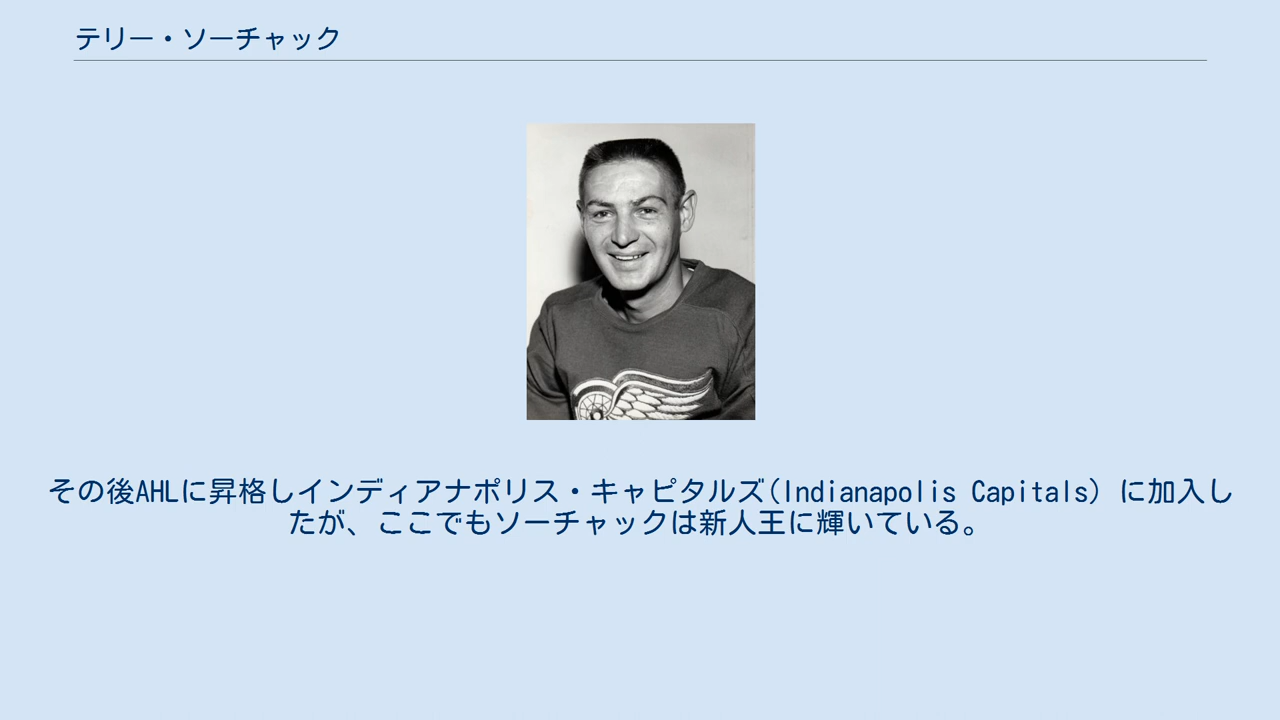 テリー・ソーチャック
その後AHLに昇格しインディアナポリス・キャピタルズ(Indianapolis Capitals) に加入し
たが、ここでもソーチャックは新人王に輝いている。